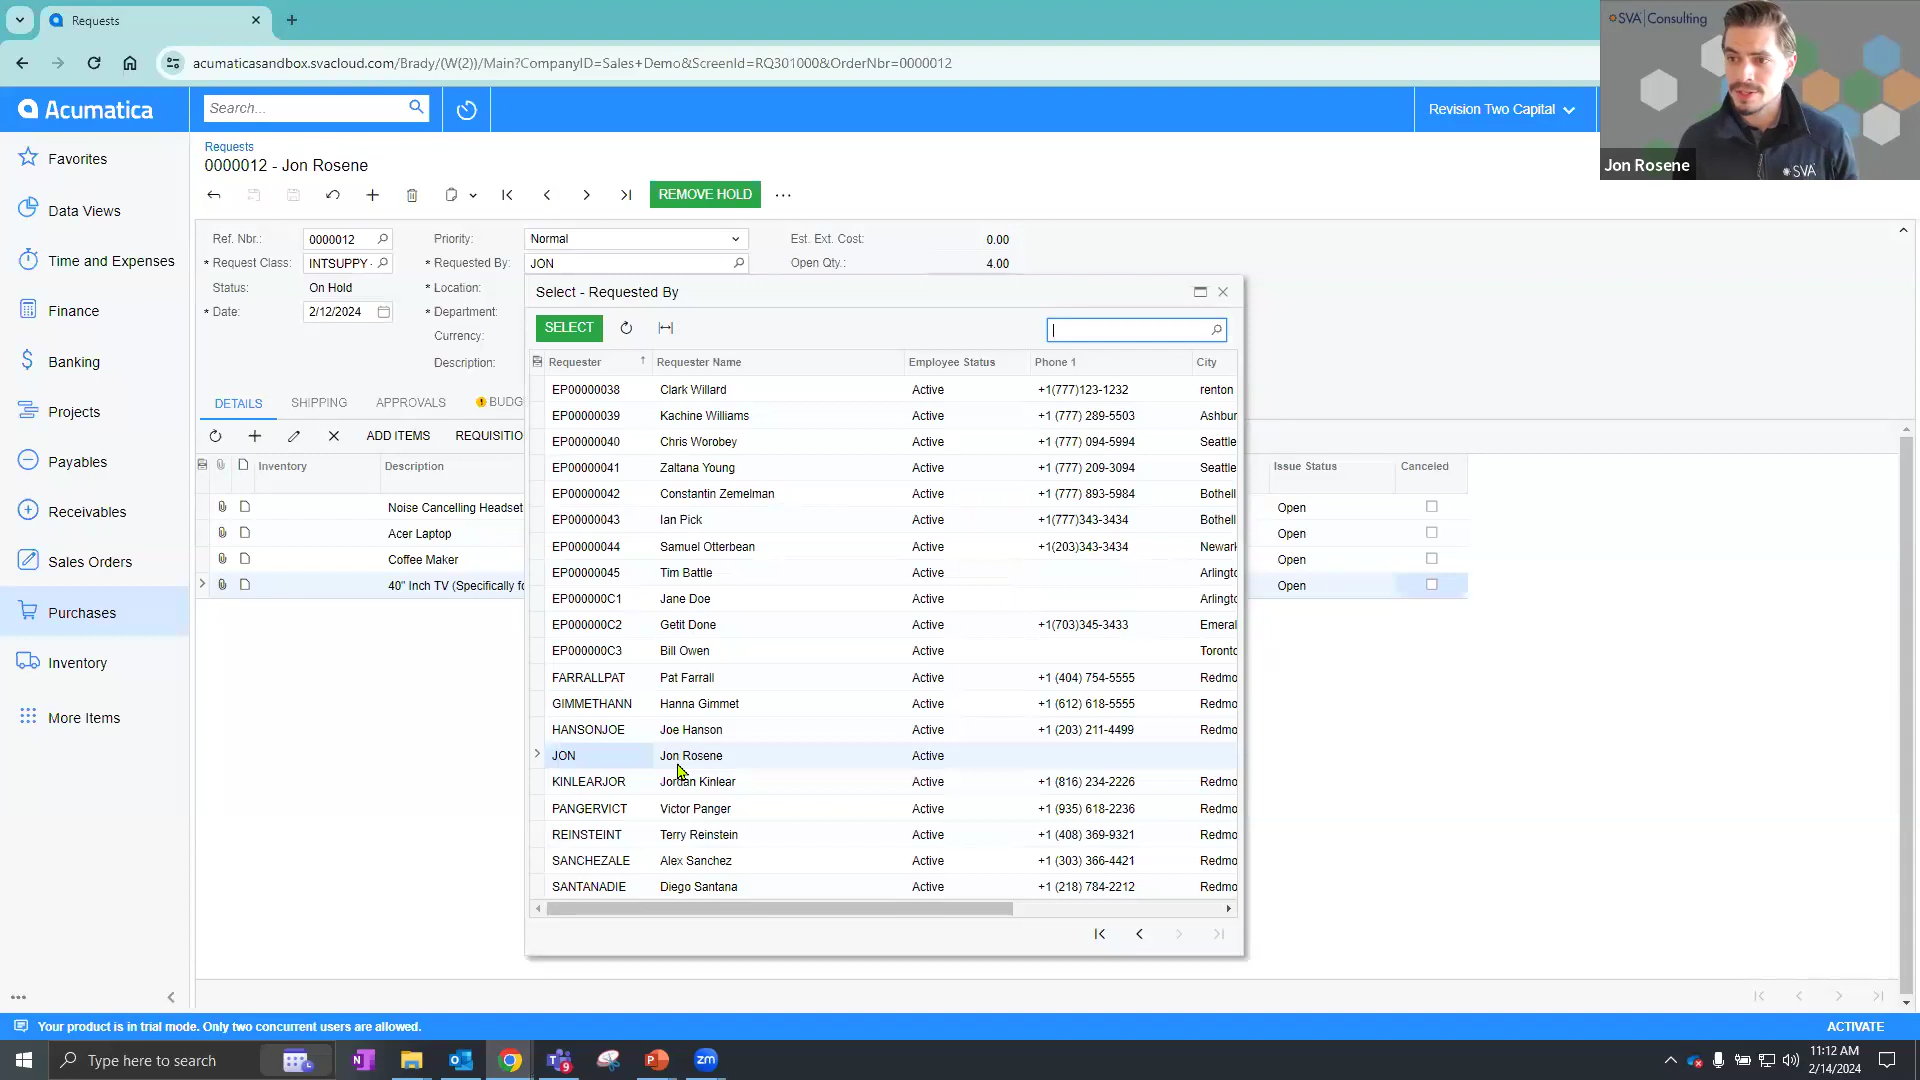 Requests
SVA Consulting
acumaticasandbox.svacloud.com/Brady/(W(2))/Main?CompanyID=Sales+Demo&ScreenId=RQ301000&OrderNbr=0000012
Acumatica
Search...
Revision Two Capital
Jon Rosene
SVA
Favorites
Data Views
Time and Expenses
Finance
Banking
Projects
Payables
Receivables
Sales Orders
Purchases
Inventory
More Items
Requests
0000012 - Jon Rosene
REMOVE HOLD
Ref. Nbr.: 0000012 Priority: Normal Est. Ext. Cost: 0.00
* Request Class: INTSUPPY - * Requested By: JON Open Qty.: 4.00
Status: On Hold * Location:
* Date: 2/12/2024 * Department:
Currency:
Description:
DETAILS SHIPPING APPROVALS BUDG
ADD ITEMS REQUISITIO
Inventory Description Issue Status Canceled
Noise Cancelling Headset Open
Acer Laptop Open
Coffee Maker Open
40" Inch TV (Specifically fo Open
Select - Requested By
SELECT
Requester Requester Name Employee Status Phone 1 City
EP00000038 Clark Willard Active +1(777)123-1232 renton
EP00000039 Kachine Williams Active +1 (777) 289-5503 Ashbur
EP00000040 Chris Worobey Active +1 (777) 094-5994 Seattle
EP00000041 Zaltana Young Active +1 (777) 209-3094 Seattle
EP00000042 Constantin Zemelman Active +1 (777) 893-5984 Bothell
EP00000043 Ian Pick Active +1(777)343-3434 Bothell
EP00000044 Samuel Otterbean Active +1(203)343-3434 Newark
EP00000045 Tim Battle Active Arlingto
EP000000C1 Jane Doe Active Arlingto
EP000000C2 Getit Done Active +1(703)345-3433 Emeral
EP000000C3 Bill Owen Active Toronto
FARRALLPAT Pat Farrall Active +1 (404) 754-5555 Redmo
GIMMETHANN Hanna Gimmet Active +1 (612) 618-5555 Redmo
HANSONJOE Joe Hanson Active +1 (203) 211-4499 Redmo
JON Jon Rosene Active
KINLEARJOR Jordan Kinlear Active +1 (816) 234-2226 Redmo
PANGERVICT Victor Panger Active +1 (935) 618-2236 Redmo
REINSTEINT Terry Reinstein Active +1 (408) 369-9321 Redmo
SANCHEZALE Alex Sanchez Active +1 (303) 366-4421 Redmo
SANTANADIE Diego Santana Active +1 (218) 784-2212 Redmo
Your product is in trial mode. Only two concurrent users are allowed.
ACTIVATE
Type here to search
9
zm
11:12 AM
2/14/2024